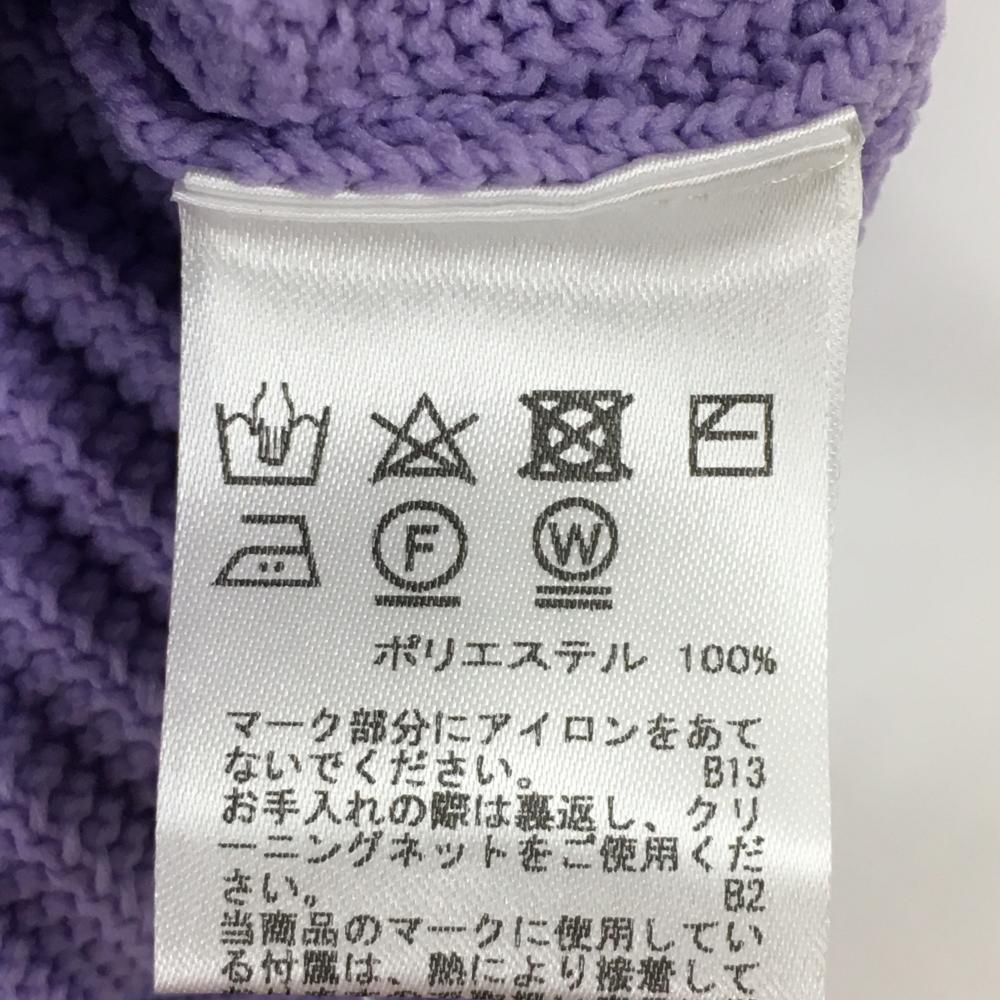 F W
ポリエステル 100%
マーク部分にアイロンをあて
ないでください。 B13
お手入れの際は裏返し、クリ
ーニングネットをご使用くだ
さい。 B2
当商品のマークに使用してい
る付属は、熱により接着して